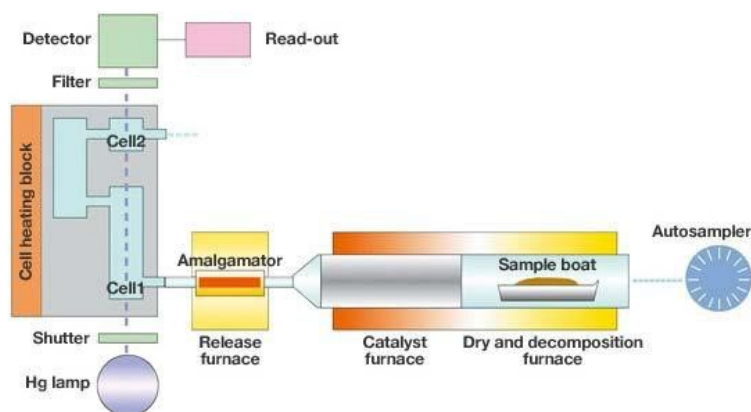 Detector
Read-out
Filter
Cell heating block
Cell2
Cell1
Amalgamator
Sample boat
Autosampler
Shutter
Hg lamp
Release
furnace
Catalyst
furnace
Dry and decomposition
furnace